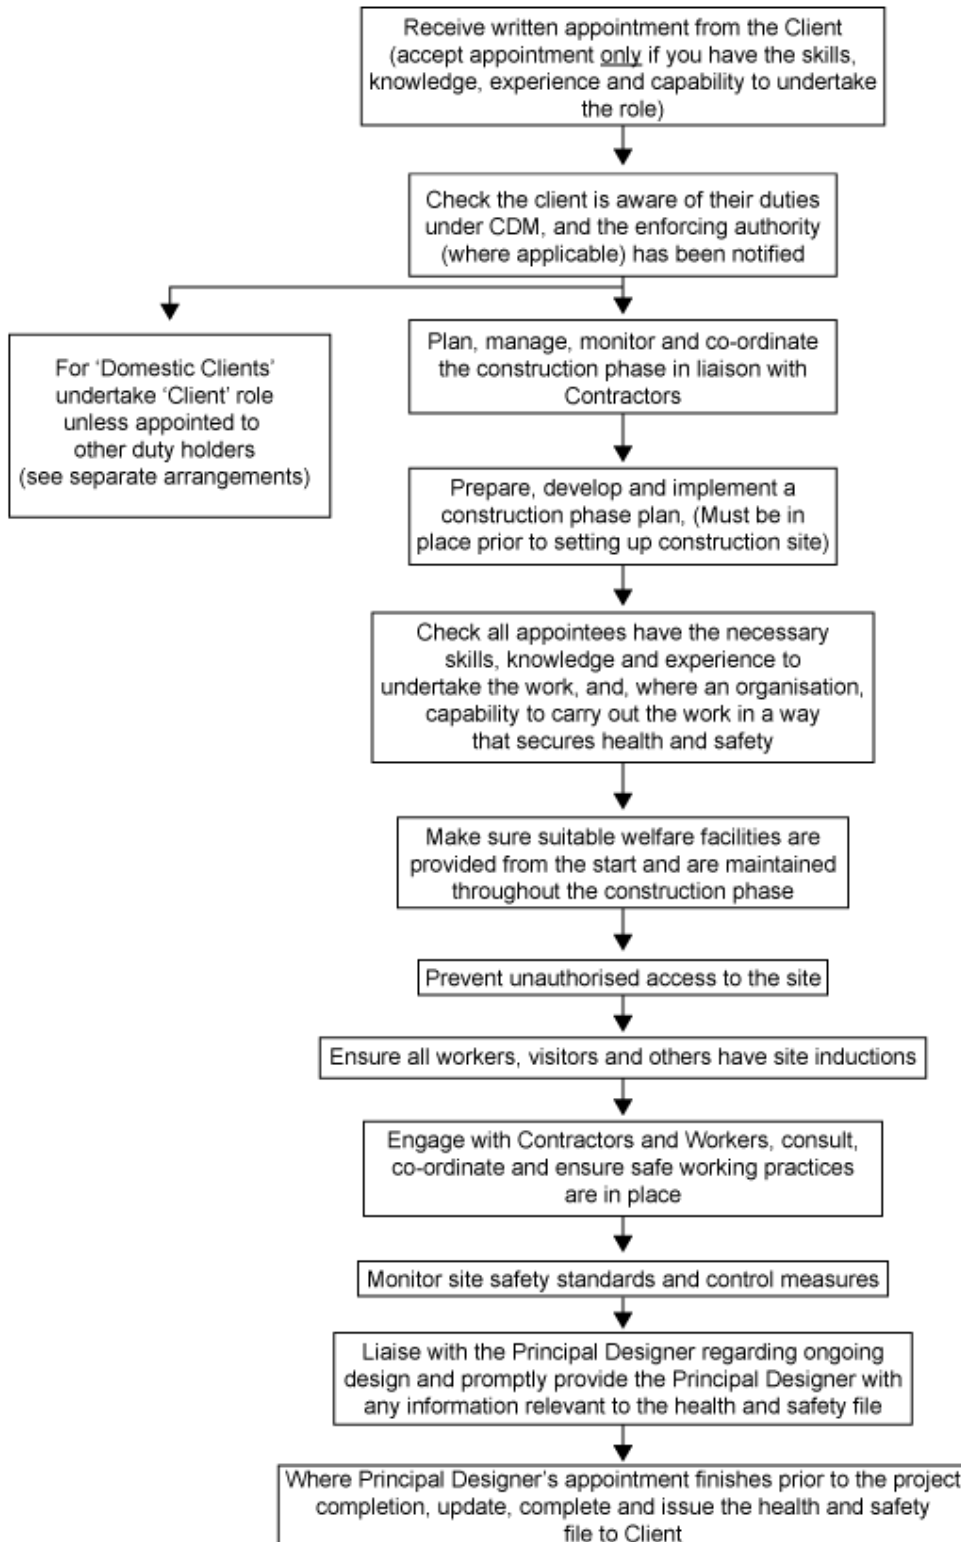 Receive written appointment from the Client
(accept appointment only if you have the skills,
knowledge, experience and capability to undertake
the role)
Check the client is aware of their duties
under CDM, and the enforcing authority
(where applicable) has been notified
For ‘Domestic Clients’
undertake ‘Client’ role
unless appointed to
other duty holders
(see separate arrangements)
Plan, manage, monitor and co-ordinate
the construction phase in liaison with
Contractors
Prepare, develop and implement a
construction phase plan, (Must be in
place prior to setting up construction site)
Check all appointees have the necessary
skills, knowledge and experience to
undertake the work, and, where an organisation,
capability to carry out the work in a way
that secures health and safety
Make sure suitable welfare facilities are
provided from the start and are maintained
throughout the construction phase
Prevent unauthorised access to the site
Ensure all workers, visitors and others have site inductions
Engage with Contractors and Workers, consult,
co-ordinate and ensure safe working practices
are in place
Monitor site safety standards and control measures
Liaise with the Principal Designer regarding ongoing
design and promptly provide the Principal Designer with
any information relevant to the health and safety file
Where Principal Designer’s appointment finishes prior to the project
completion, update, complete and issue the health and safety
file to Client